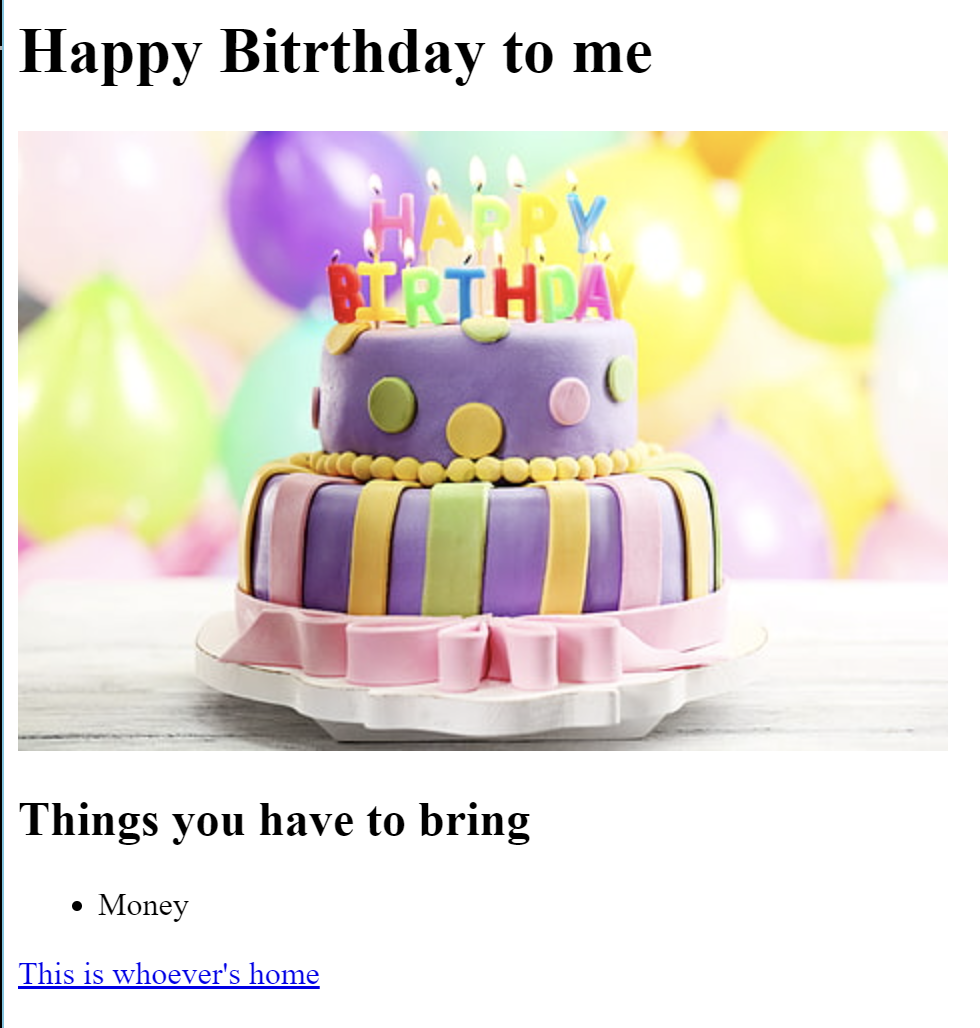 Happy Bitrthday to me
HAPPY
BIRTHDAY
Things you have to bring
Money
This is whoever's home